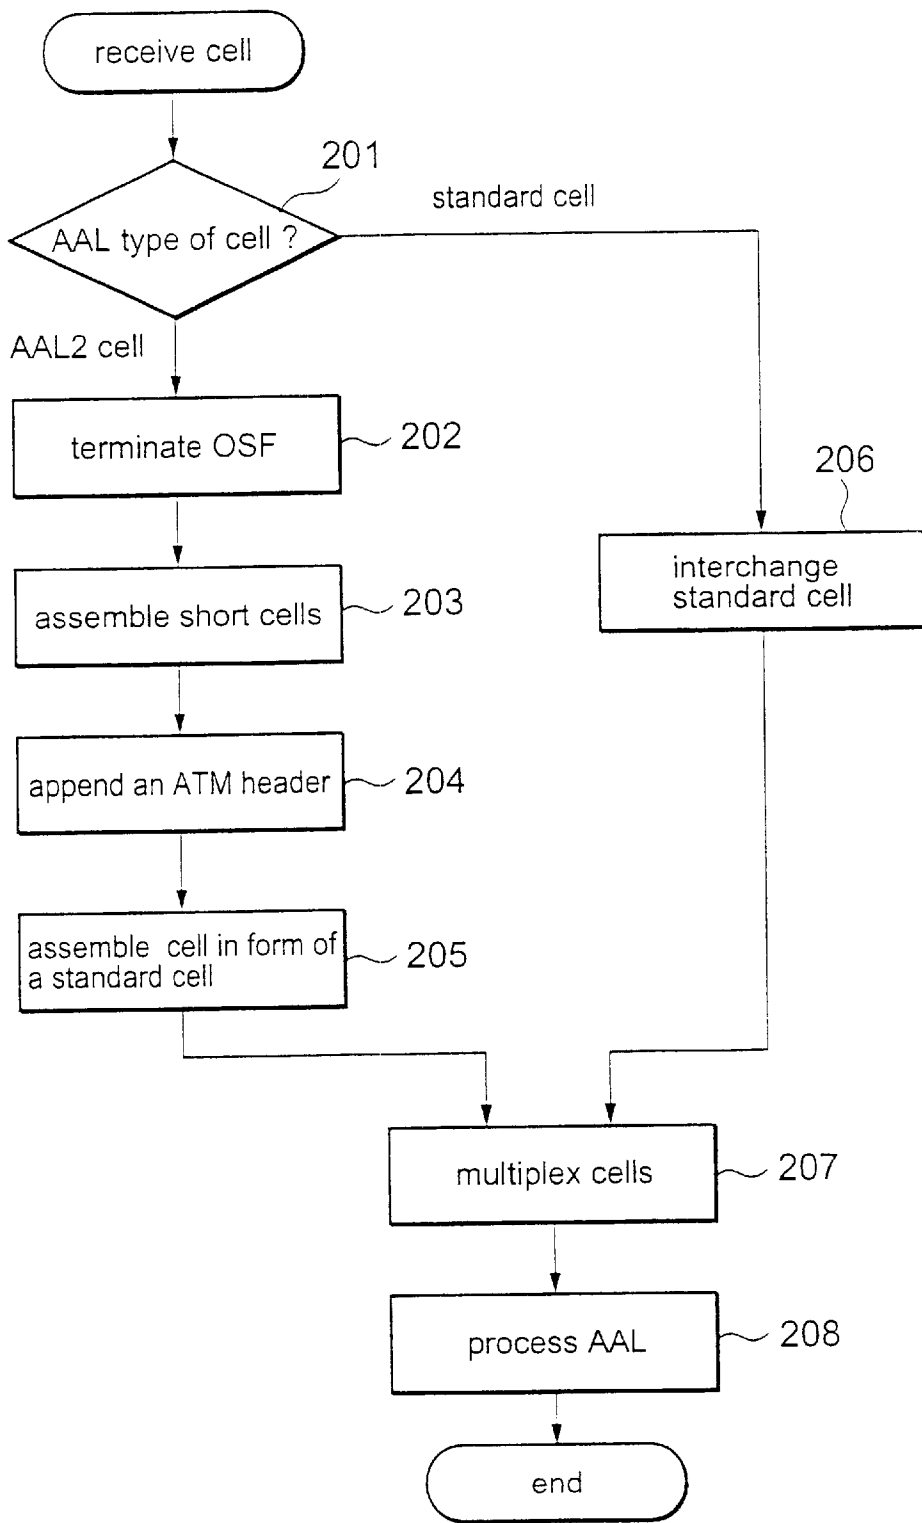 receive cell
201
standard cell
AAL type of cell ?
AAL2 cell
terminate OSF
202
206
interchange
standard cell
assemble short cells
203
append an ATM header
204
assemble cell in form of
a standard cell
205
multiplex cells
207
process AAL
208
end